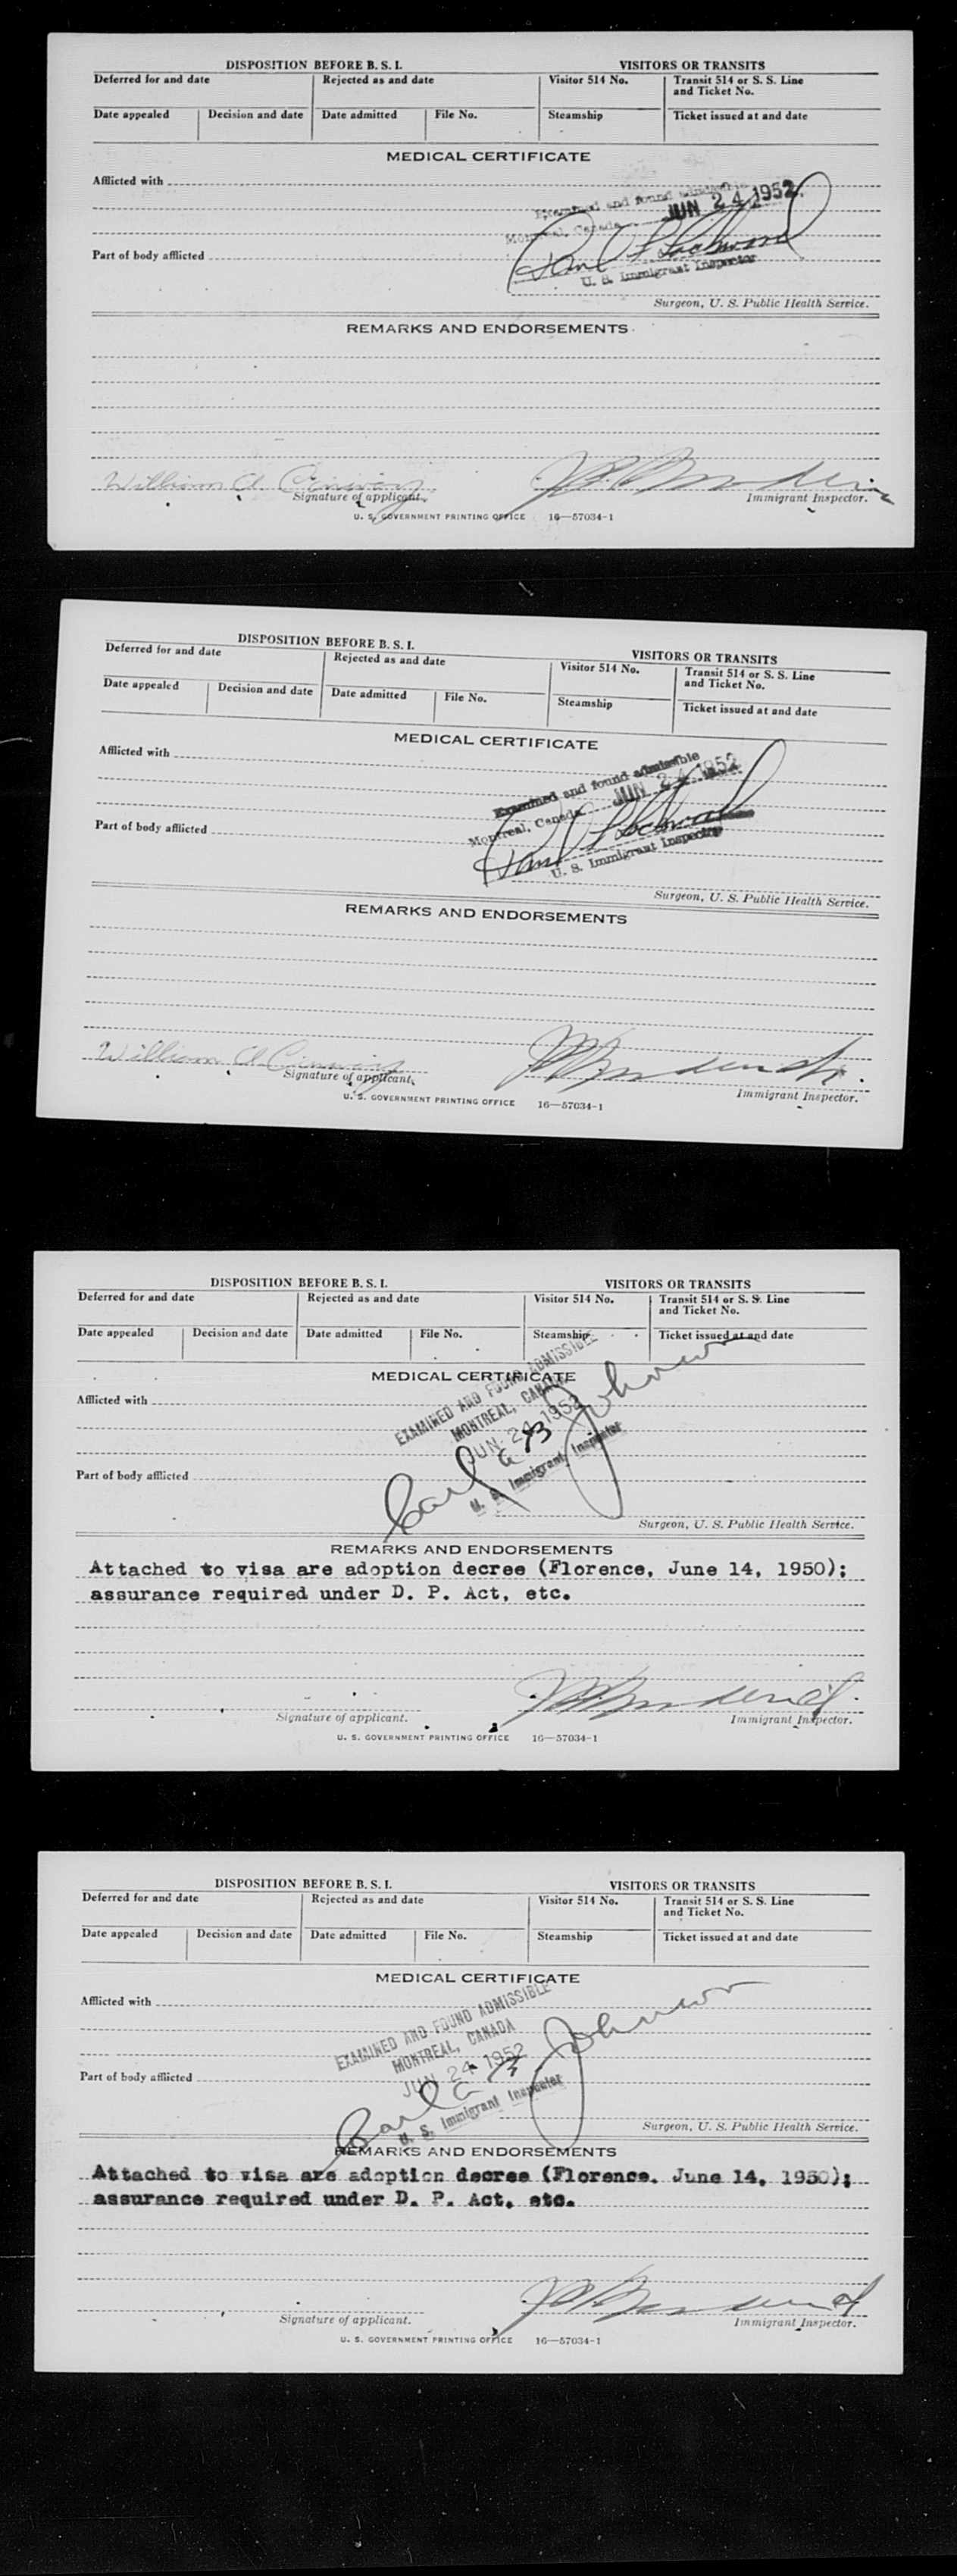 DISPOSITION BEFORE B. S. I. VISITORS OR TRANSITS
Deferred for and date Rejected as and date Visitor 514 No. Transit 514 or S. S. Line
and Ticket No.
Date appealed Decision and date Date admitted File No. Steamship Ticket issued at and date
MEDICAL CERTIFICATE
Afflicted with
Examined and found admissible
Montreal, Canada JUN 24 1952
Part of body afflicted
U. S. Immigrant Inspector
Surgeon, U. S. Public Health Service.
REMARKS AND ENDORSEMENTS
William A
Signature of applicant. Immigrant Inspector.
U. S. GOVERNMENT PRINTING OFFICE 16—57034-1
DISPOSITION BEFORE B. S. I. VISITORS OR TRANSITS
Deferred for and date Rejected as and date Visitor 514 No. Transit 514 or S. S. Line
and Ticket No.
Date appealed Decision and date Date admitted File No. Steamship Ticket issued at and date
MEDICAL CERTIFICATE
Afflicted with
Examined and found admissible
Montreal, Canada JUN 24 1952
Part of body afflicted
U. S. Immigrant Inspector
Surgeon, U. S. Public Health Service.
REMARKS AND ENDORSEMENTS
William A
Signature of applicant. Immigrant Inspector.
U. S. GOVERNMENT PRINTING OFFICE 16—57034-1
DISPOSITION BEFORE B. S. I. VISITORS OR TRANSITS
Deferred for and date Rejected as and date Visitor 514 No. Transit 514 or S. S. Line
and Ticket No.
Date appealed Decision and date Date admitted File No. Steamship Ticket issued at and date
MEDICAL CERTIFICATE
Afflicted with
EXAMINED AND FOUND ADMISSIBLE
MONTREAL, CANADA
JUN 24 1952
Carl G B Johnson
Part of body afflicted
U. S. Immigrant Inspector
Surgeon, U. S. Public Health Service.
REMARKS AND ENDORSEMENTS
Attached to visa are adoption decree (Florence, June 14, 1950);
assurance required under D. P. Act, etc.
Signature of applicant. Immigrant Inspector.
U. S. GOVERNMENT PRINTING OFFICE 16—57034-1
DISPOSITION BEFORE B. S. I. VISITORS OR TRANSITS
Deferred for and date Rejected as and date Visitor 514 No. Transit 514 or S. S. Line
and Ticket No.
Date appealed Decision and date Date admitted File No. Steamship Ticket issued at and date
MEDICAL CERTIFICATE
Afflicted with
EXAMINED AND FOUND ADMISSIBLE
MONTREAL, CANADA
JUN 24 1952
Carl G B Johnson
Part of body afflicted
U. S. Immigrant Inspector
Surgeon, U. S. Public Health Service.
REMARKS AND ENDORSEMENTS
Attached to visa are adoption decree (Florence, June 14, 1950);
assurance required under D. P. Act, etc.
Signature of applicant. Immigrant Inspector.
U. S. GOVERNMENT PRINTING OFFICE 16—57034-1